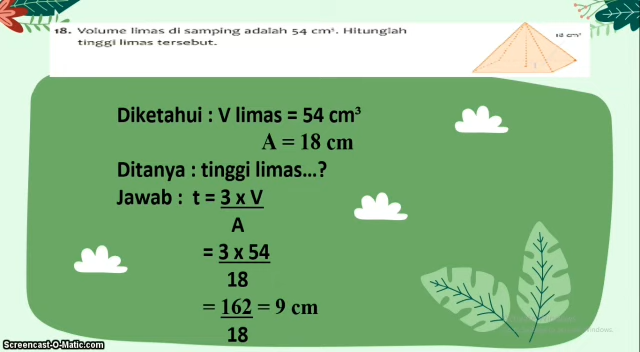 18. Volume limas di samping adalah 54 cm³. Hitunglah
tinggi limas tersebut.
18 cm²
Diketahui : V limas = 54 cm³
A = 18 cm
Ditanya : tinggi limas...?
Jawab : t = 3 x V
A
= 3 x 54
18
= 162 = 9 cm
18
Screencast-O-Matic.com